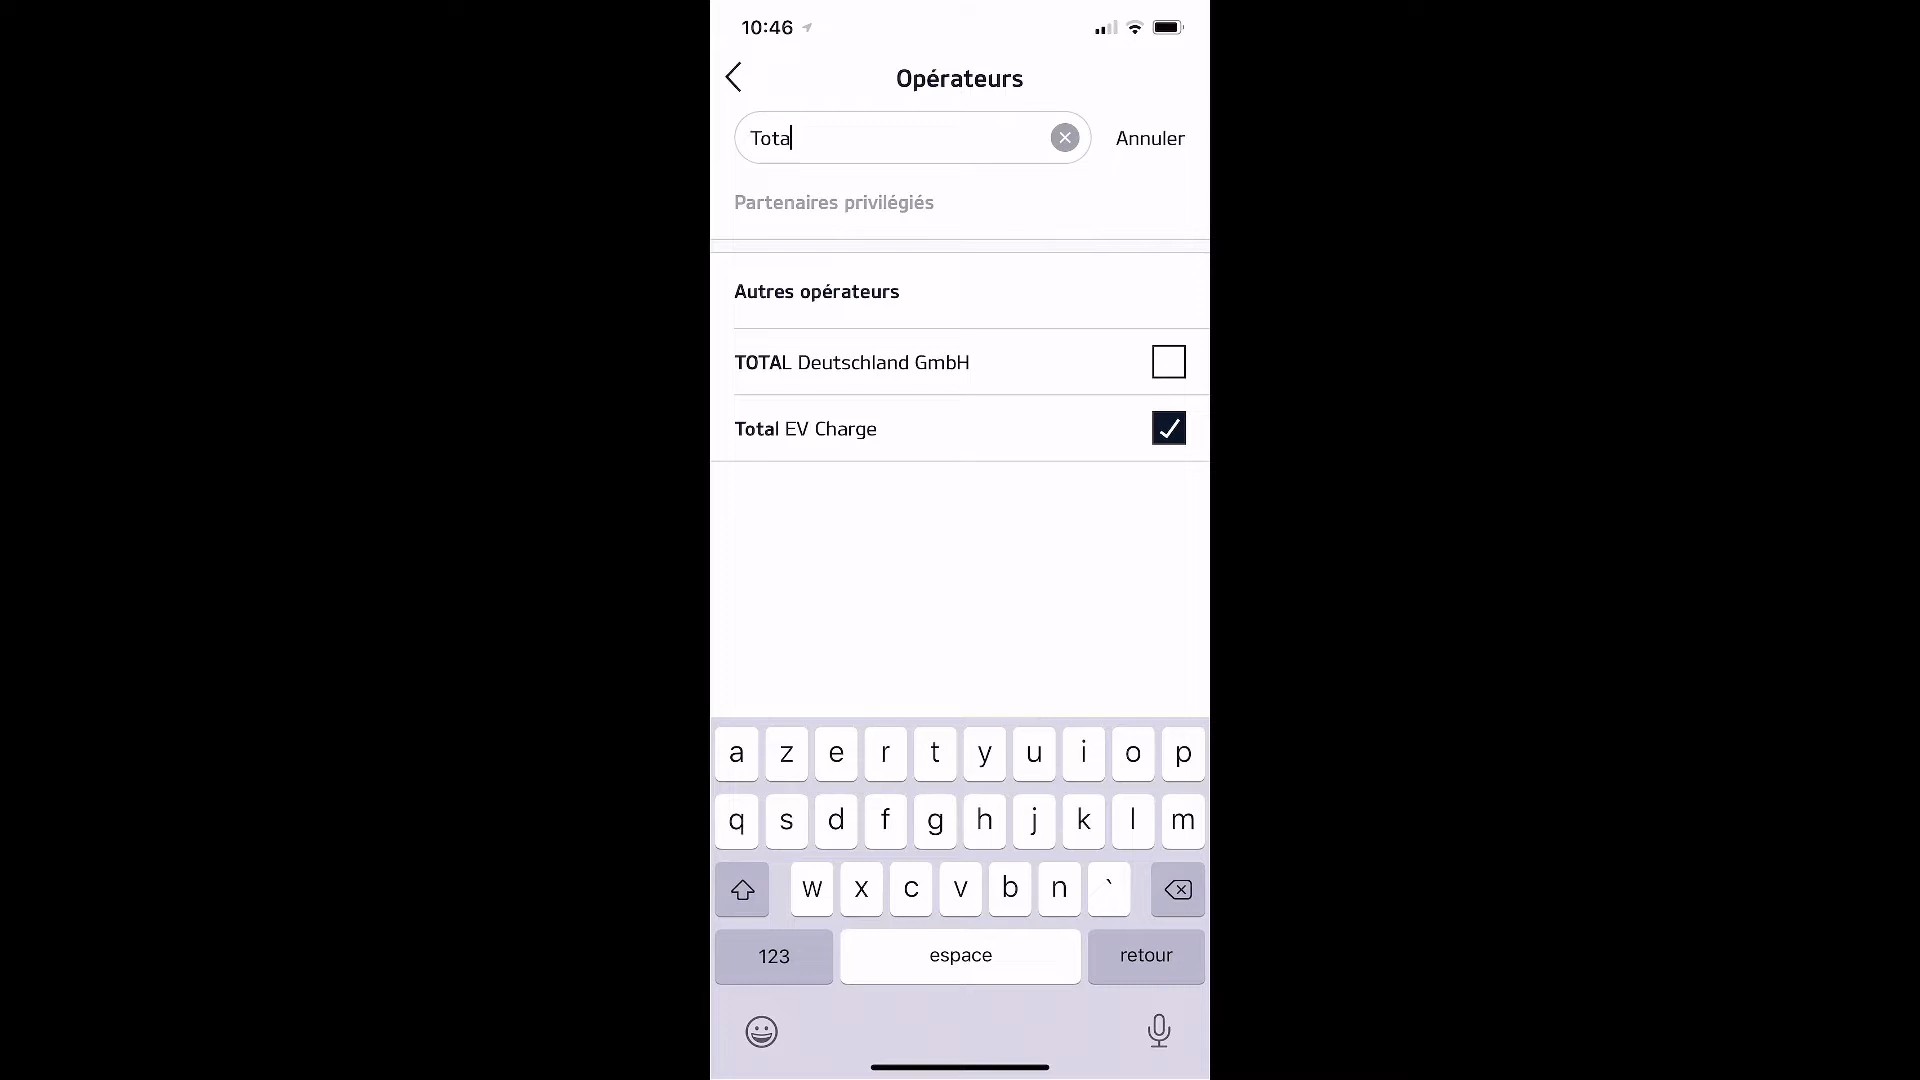 10:46
Opérateurs
Tota
Annuler
Partenaires privilégiés
Autres opérateurs
TOTAL Deutschland GmbH
Total EV Charge
a z e r t y u i o p
q s d f g h j k l m
w x c v b n `
123 espace retour